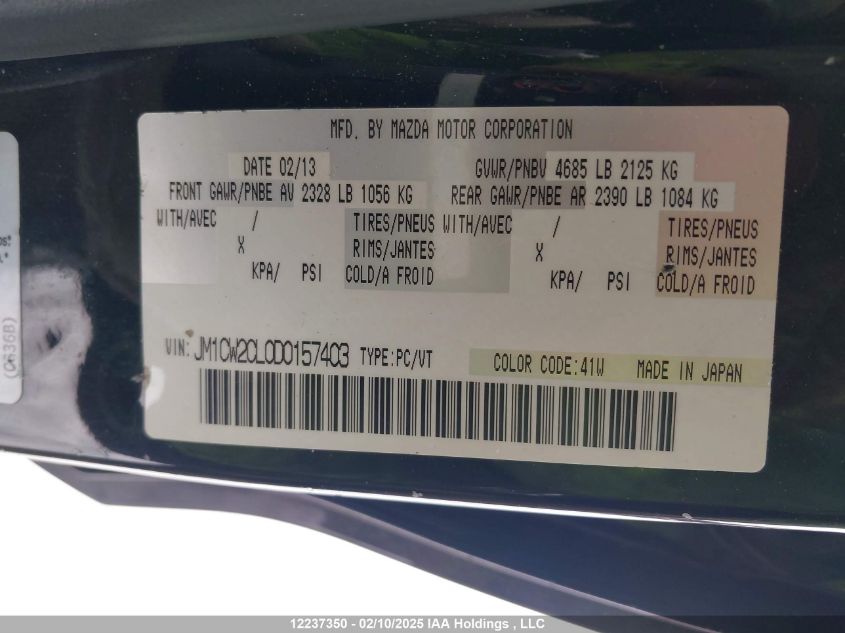 MFD. BY MAZDA MOTOR CORPORATION
DATE 02/13 GVWR/PNBV 4685 LB 2125 KG
FRONT GAWR/PNBE AV 2328 LB 1056 KG REAR GAWR/PNBE AR 2390 LB 1084 KG
WITH/AVEC / TIRES/PNEUS WITH/AVEC / TIRES/PNEUS
X RIMS/JANTES X RIMS/JANTES
KPA/ PSI COLD/A FROID KPA/ PSI COLD/A FROID
VIN: JM1CW2CL0D0157403 TYPE:PC/VT COLOR CODE:41W MADE IN JAPAN
12237350 - 02/10/2025 IAA Holdings , LLC